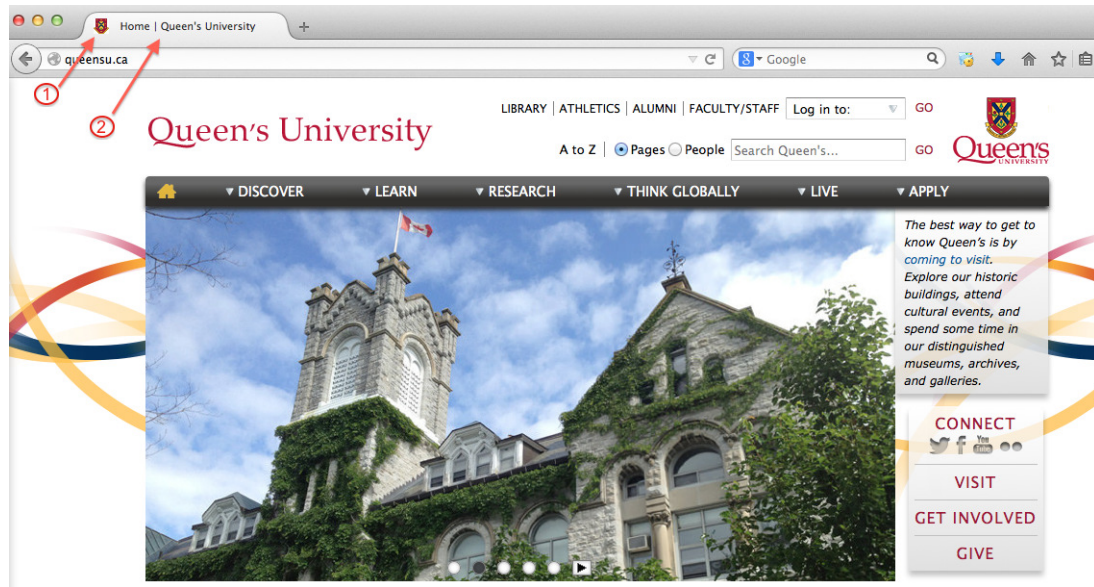 Home | Queen's University
queensu.ca
8 Google
1
2
LIBRARY | ATHLETICS | ALUMNI | FACULTY/STAFF Log in to: GO
Queen's University
A to Z | Pages People Search Queen's... GO
Queen's
UNIVERSITY
DISCOVER LEARN RESEARCH THINK GLOBALLY LIVE APPLY
The best way to get to
know Queen's is by
coming to visit.
Explore our historic
buildings, attend
cultural events, and
spend some time in
our distinguished
museums, archives,
and galleries.
CONNECT
f You Tube
VISIT
GET INVOLVED
GIVE